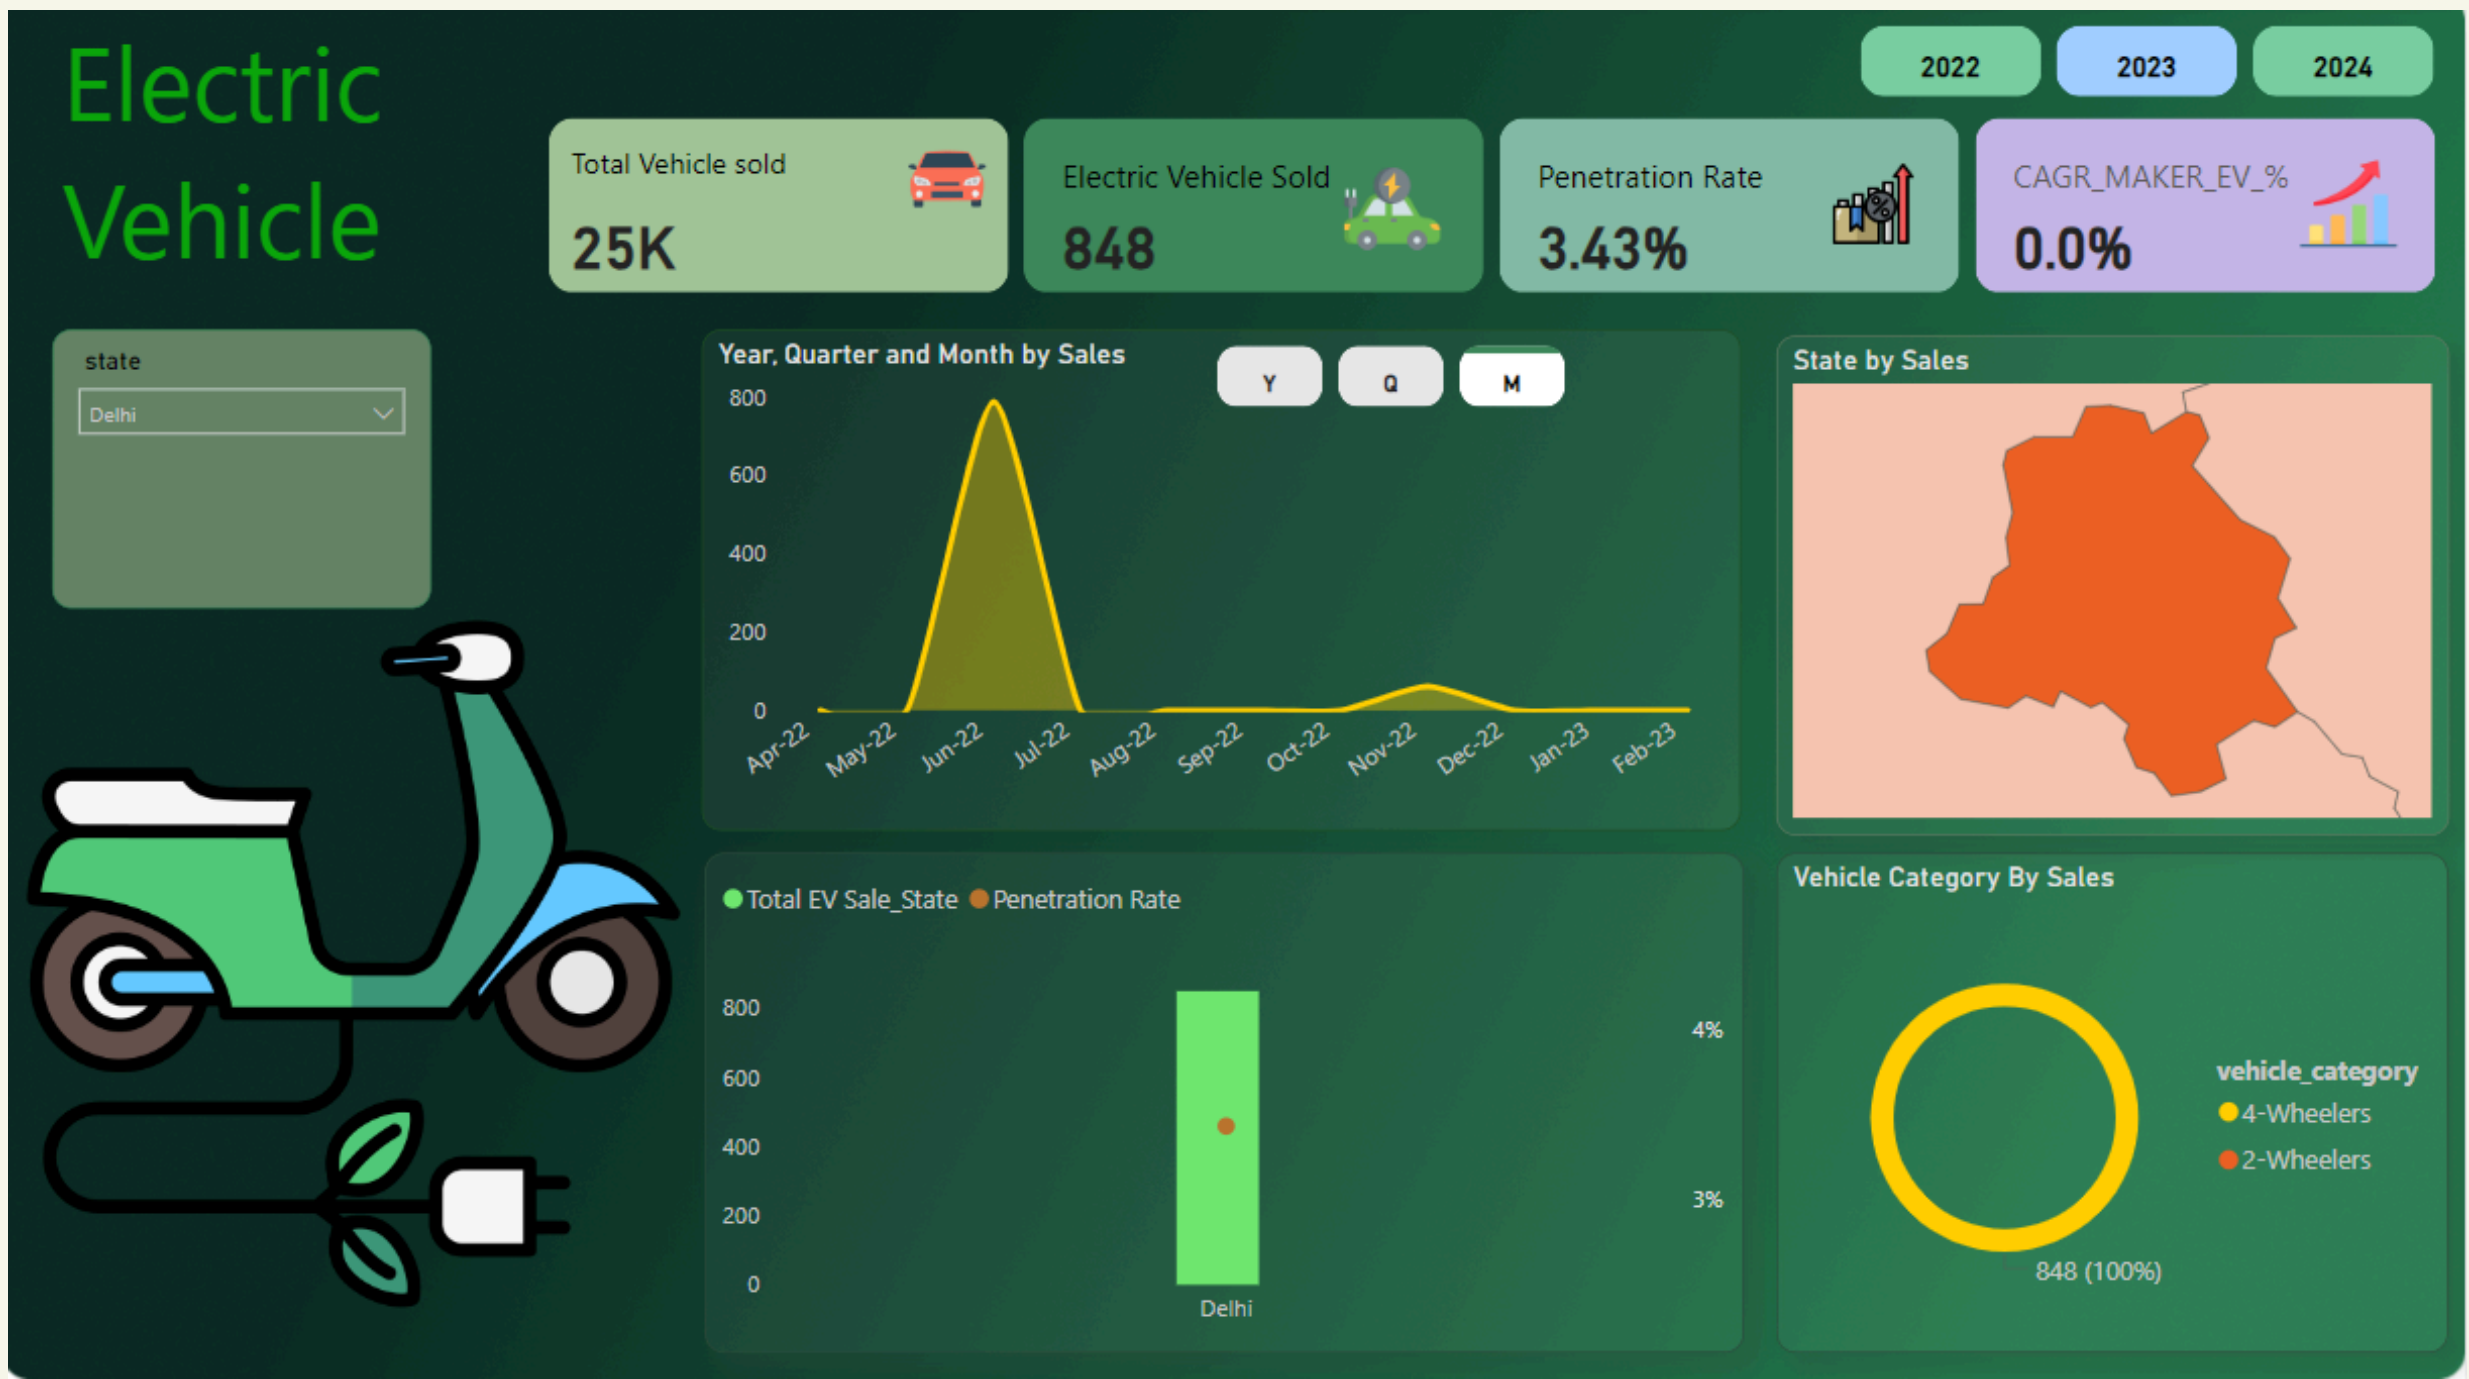 Electric
Vehicle
2022
2023
2024
Total Vehicle sold
25K
Electric Vehicle Sold
848
Penetration Rate
3.43%
CAGR_MAKER_EV_%
0.0%
state
Delhi
Year, Quarter and Month by Sales
Y
Q
M
800
600
400
200
0
Apr-22
May-22
Jun-22
Jul-22
Aug-22
Sep-22
Oct-22
Nov-22
Dec-22
Jan-23
Feb-23
State by Sales
Total EV Sale_State
Penetration Rate
800
600
400
200
0
4%
3%
Delhi
Vehicle Category By Sales
vehicle_category
4-Wheelers
2-Wheelers
848 (100%)